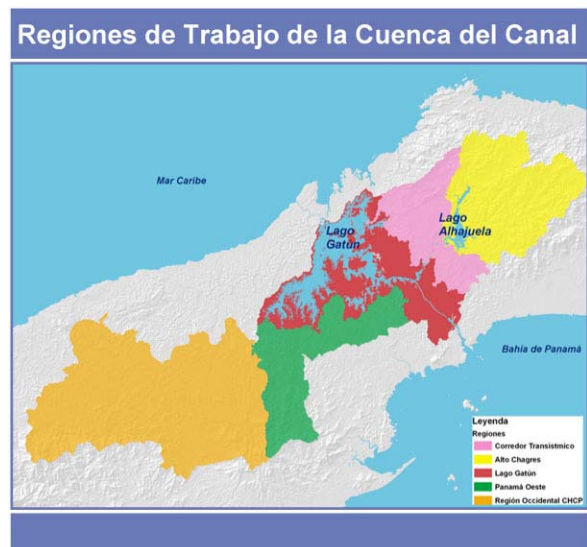 Regiones de Trabajo de la Cuenca del Canal
Mar Caribe
Lago
Gatún
Lago
Alhajuela
Bahía de Panamá
Leyenda
Regiones
Corredor Transístmico
Alto Chagres
Lago Gatún
Panamá Oeste
Región Occidental CHCP